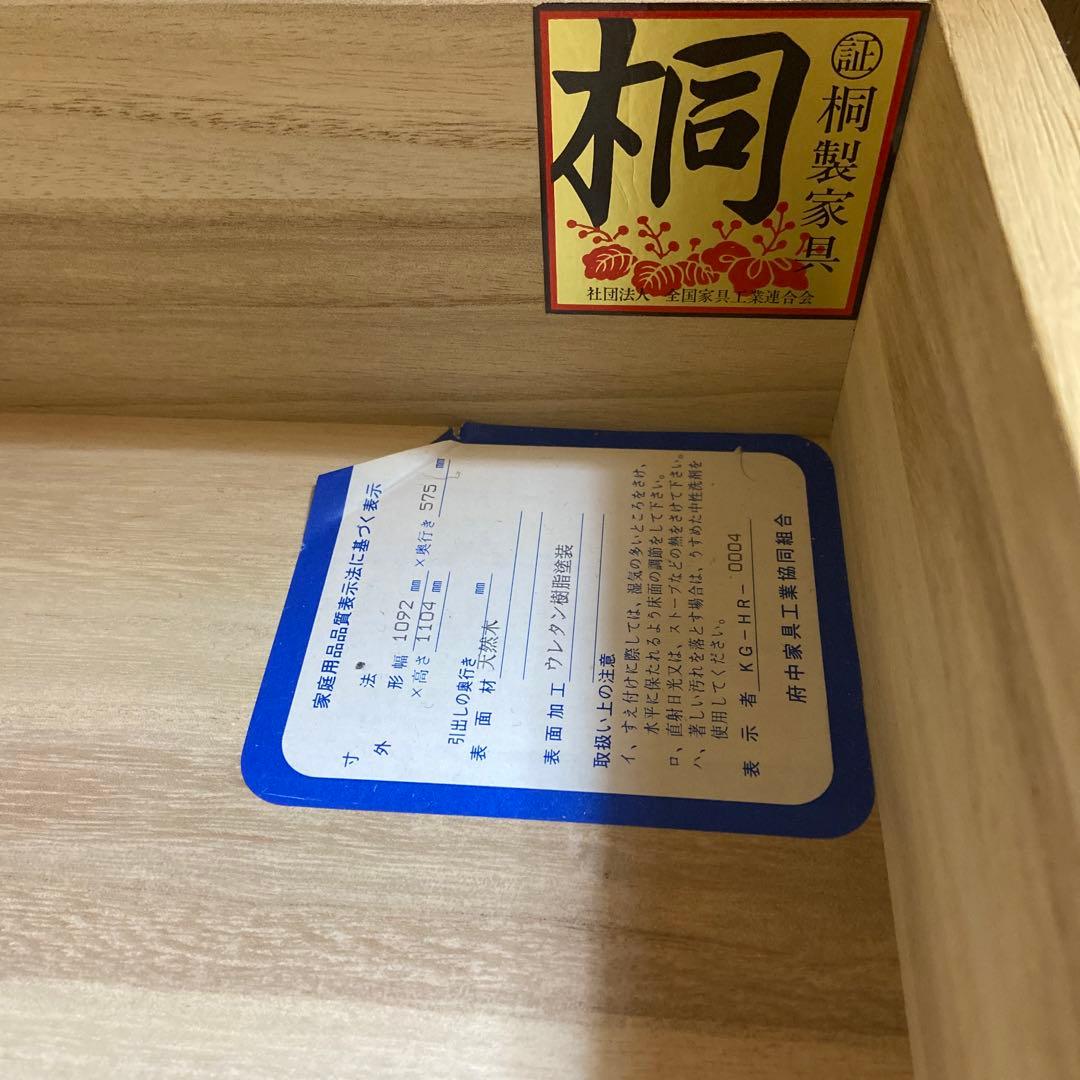 桐
証
桐製家具
社団法人 全国家具工業連合会
家庭用品品質表示法に基づく表示
寸法
外形 幅 1092 mm × 奥行き 575 mm
× 高さ 1104 mm
引出しの奥行き mm
表面材 天然木
表面加工 ウレタン樹脂塗装
取扱い上の注意
イ、すえ付けに際しては、湿気の多いところをさけ、
水平に保たれるよう床面の調節をして下さい。
ロ、直射日光又は、ストーブなどの熱をさけて下さい。
ハ、著しい汚れを落とす場合は、うすめた中性洗剤を
使用してください。
表示者 KG-HR-0004
府中家具工業協同組合